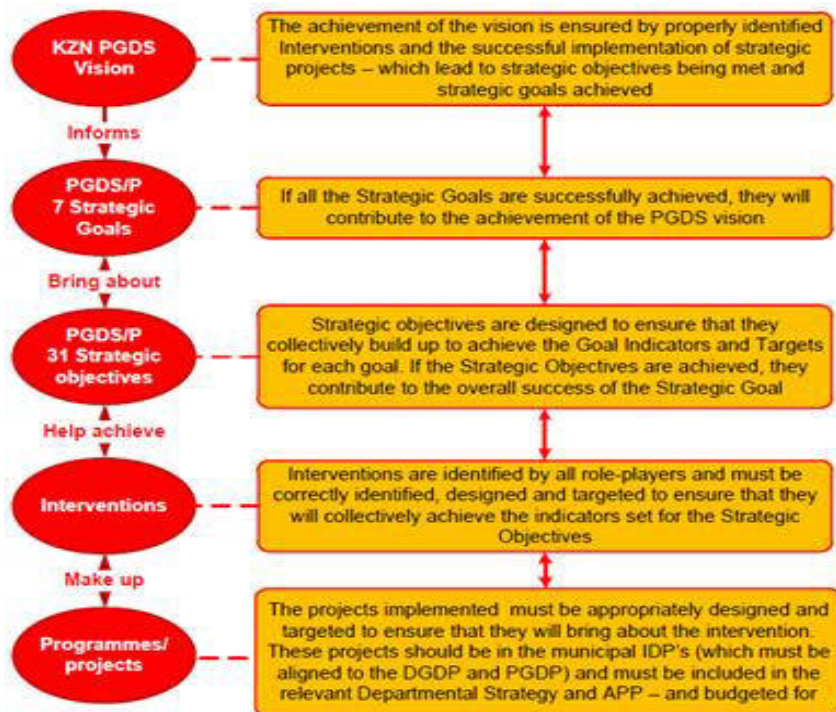 KZN PGDS
Vision
The achievement of the vision is ensured by properly identified
Interventions and the successful implementation of strategic
projects – which lead to strategic objectives being met and
strategic goals achieved
Informs
PGDS/P
7 Strategic
Goals
If all the Strategic Goals are successfully achieved, they will
contribute to the achievement of the PGDS vision
Bring about
PGDS/P
31 Strategic
objectives
Strategic objectives are designed to ensure that they
collectively build up to achieve the Goal Indicators and Targets
for each goal. If the Strategic Objectives are achieved, they
contribute to the overall success of the Strategic Goal
Help achieve
Interventions
Interventions are identified by all role-players and must be
correctly identified, designed and targeted to ensure that they
will collectively achieve the indicators set for the Strategic
Objectives
Make up
Programmes/
projects
The projects implemented must be appropriately designed and
targeted to ensure that they will bring about the intervention.
These projects should be in the municipal IDP's (which must be
aligned to the DGDP and PGDP) and must be included in the
relevant Departmental Strategy and APP – and budgeted for